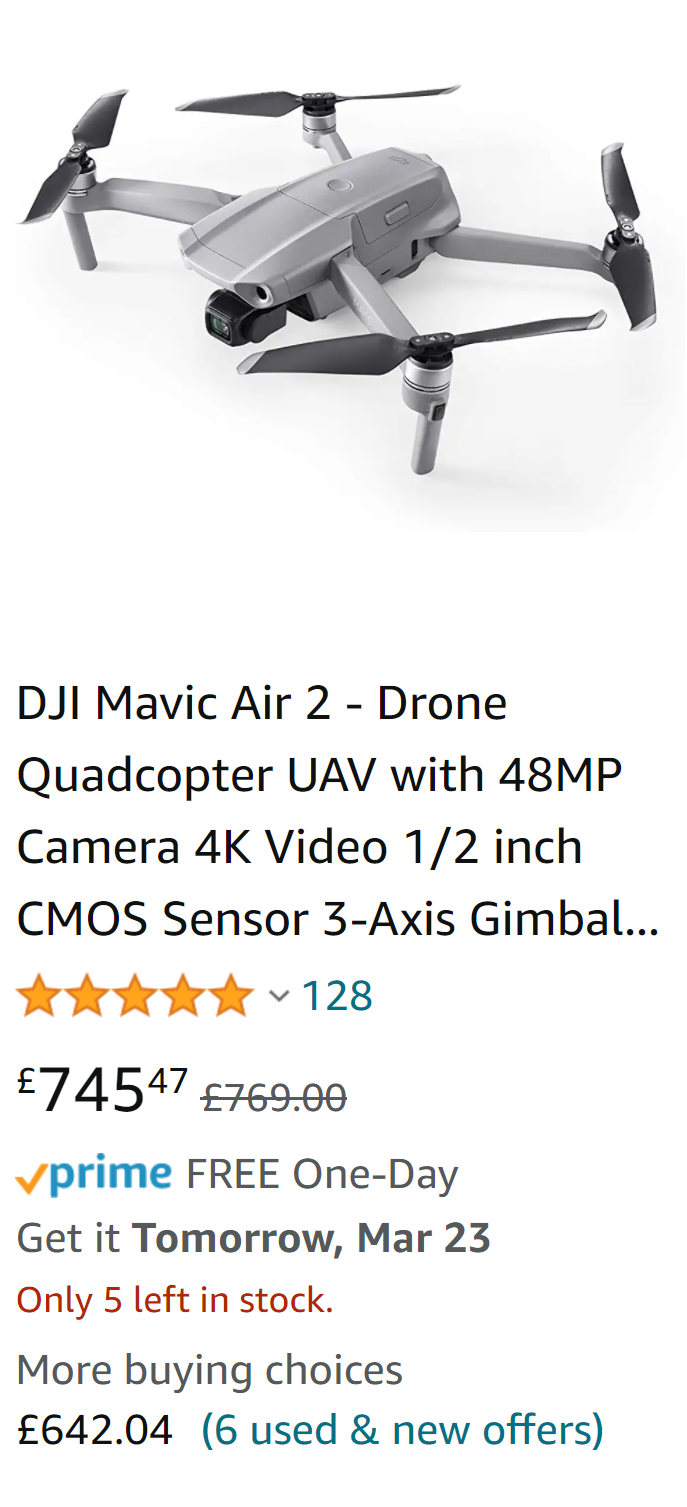 DJI Mavic Air 2 - Drone
Quadcopter UAV with 48MP
Camera 4K Video 1/2 inch
CMOS Sensor 3-Axis Gimbal...
128
£745 47 £769.00
prime FREE One-Day
Get it Tomorrow, Mar 23
Only 5 left in stock.
More buying choices
£642.04 (6 used & new offers)